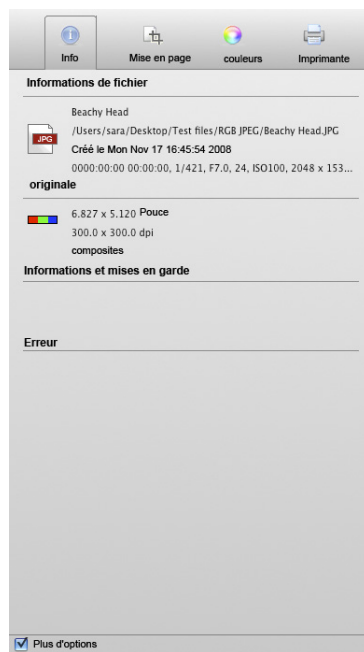 Info Mise en page couleurs Imprimante
Informations de fichier
Beachy Head
/Users/sara/Desktop/Test files/RGB JPEG/Beachy Head.JPG
JPG
Créé le Mon Nov 17 16:45:54 2008
0000:00:00 00:00:00, 1/421, F7.0, 24, ISO100, 2048 x 153...
originale
6.827 x 5.120 Pouce
300.0 x 300.0 dpi
composites
Informations et mises en garde
Erreur
Plus d'options